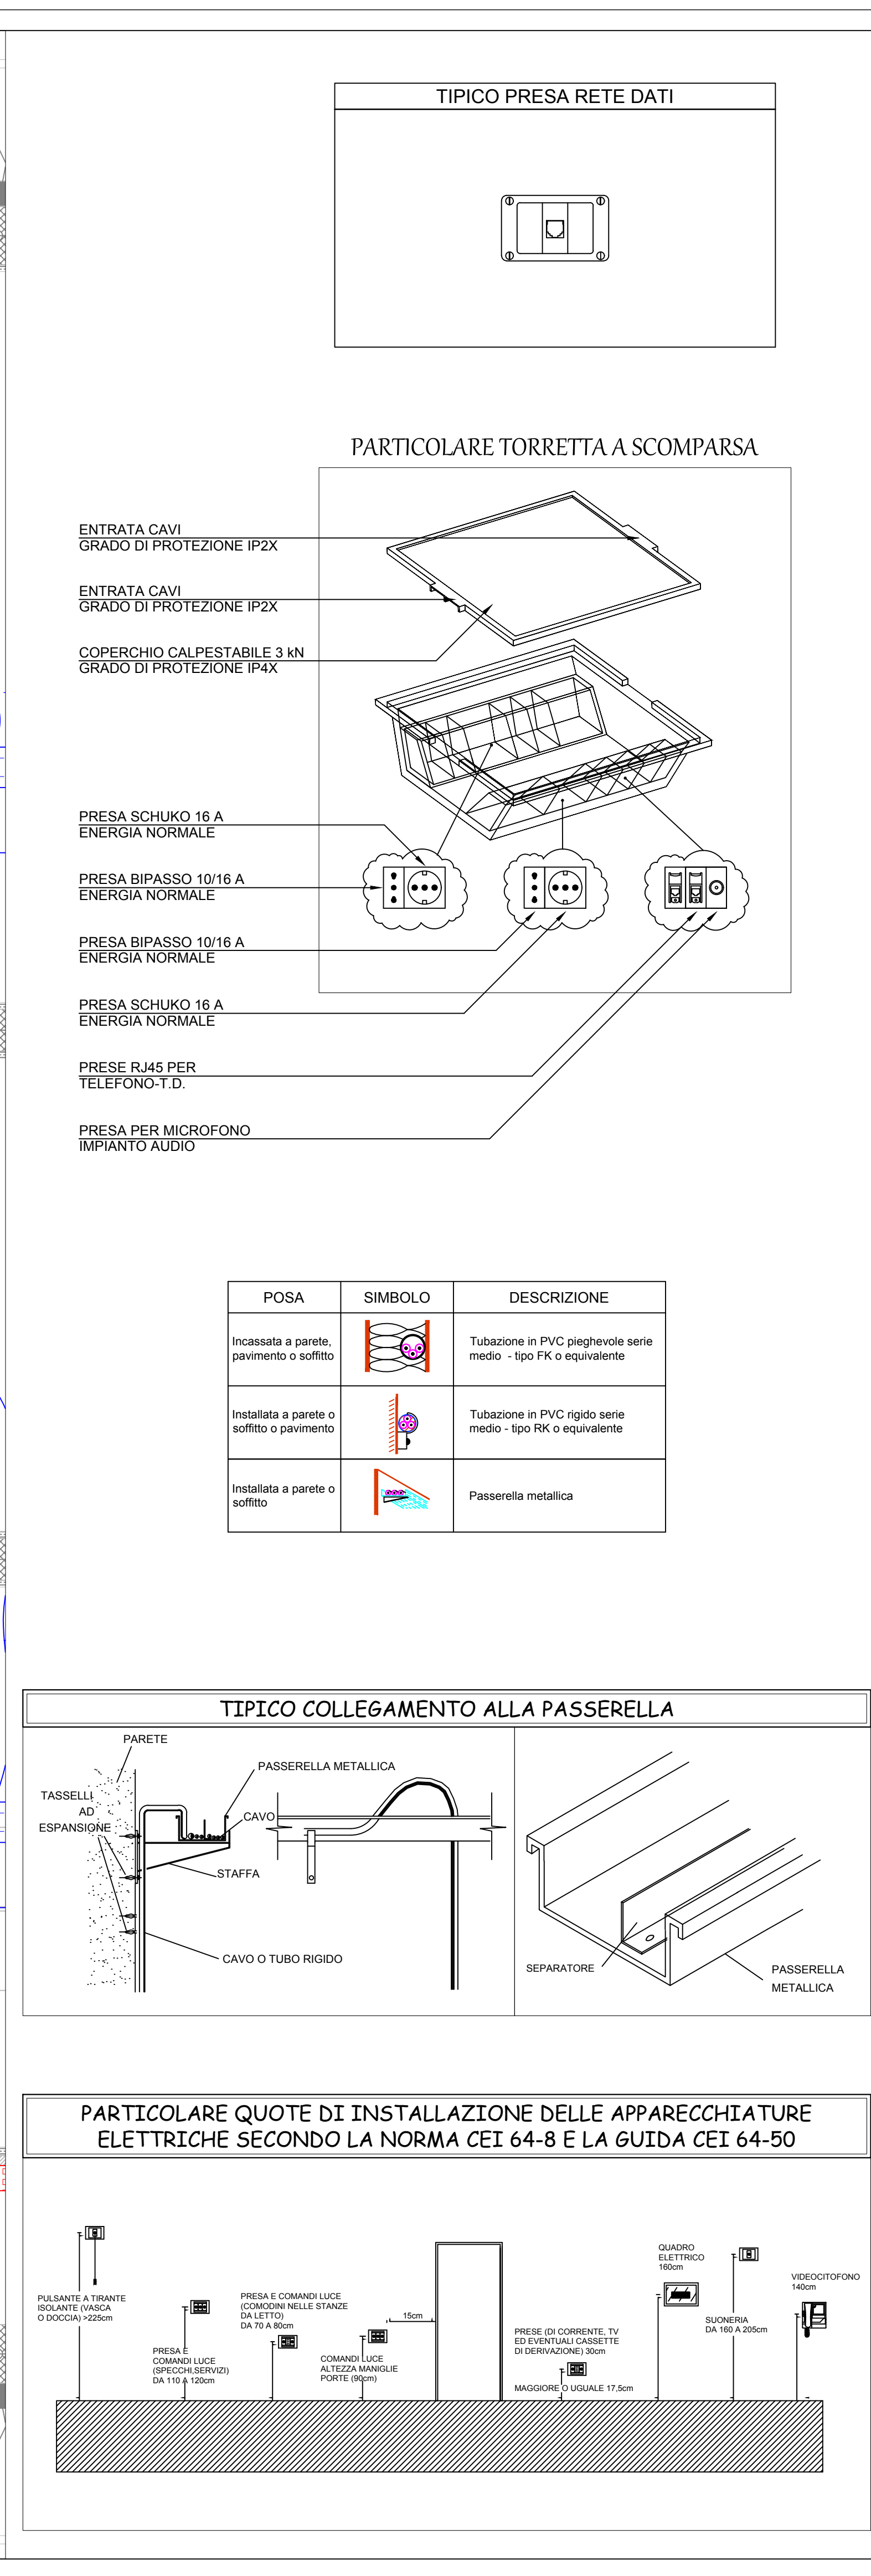 TIPICO PRESA RETE DATI
PARTICOLARE TORRETTA A SCOMPARSA
ENTRATA CAVI
GRADO DI PROTEZIONE IP2X
ENTRATA CAVI
GRADO DI PROTEZIONE IP2X
COPERCHIO CALPESTABILE 3 kN
GRADO DI PROTEZIONE IP4X
PRESA SCHUKO 16 A
ENERGIA NORMALE
PRESA BIPASSO 10/16 A
ENERGIA NORMALE
PRESA BIPASSO 10/16 A
ENERGIA NORMALE
PRESA SCHUKO 16 A
ENERGIA NORMALE
PRESE RJ45 PER
TELEFONO-T.D.
PRESA PER MICROFONO
IMPIANTO AUDIO
POSA SIMBOLO DESCRIZIONE
Incassata a parete,
pavimento o soffitto
Tubazione in PVC pieghevole serie
medio - tipo FK o equivalente
Installata a parete o
soffitto o pavimento
Tubazione in PVC rigido serie
medio - tipo RK o equivalente
Installata a parete o
soffitto
Passerella metallica
TIPICO COLLEGAMENTO ALLA PASSERELLA
PARETE
PASSERELLA METALLICA
TASSELLI
AD
ESPANSIONE
CAVO
STAFFA
CAVO O TUBO RIGIDO
SEPARATORE
PASSERELLA
METALLICA
PARTICOLARE QUOTE DI INSTALLAZIONE DELLE APPARECCHIATURE
ELETTRICHE SECONDO LA NORMA CEI 64-8 E LA GUIDA CEI 64-50
PULSANTE A TIRANTE
ISOLANTE (VASCA
O DOCCIA) >225cm
PRESA E
COMANDI LUCE
(SPECCHI,SERVIZI)
DA 110 A 120cm
PRESA E COMANDI LUCE
(COMODINI NELLE STANZE
DA LETTO)
DA 70 A 80cm
15cm
COMANDI LUCE
ALTEZZA MANIGLIE
PORTE (90cm)
PRESE (DI CORRENTE, TV
ED EVENTUALI CASSETTE
DI DERIVAZIONE) 30cm
MAGGIORE O UGUALE 17,5cm
QUADRO
ELETTRICO
160cm
SUONERIA
DA 160 A 205cm
VIDEOCITOFONO
140cm